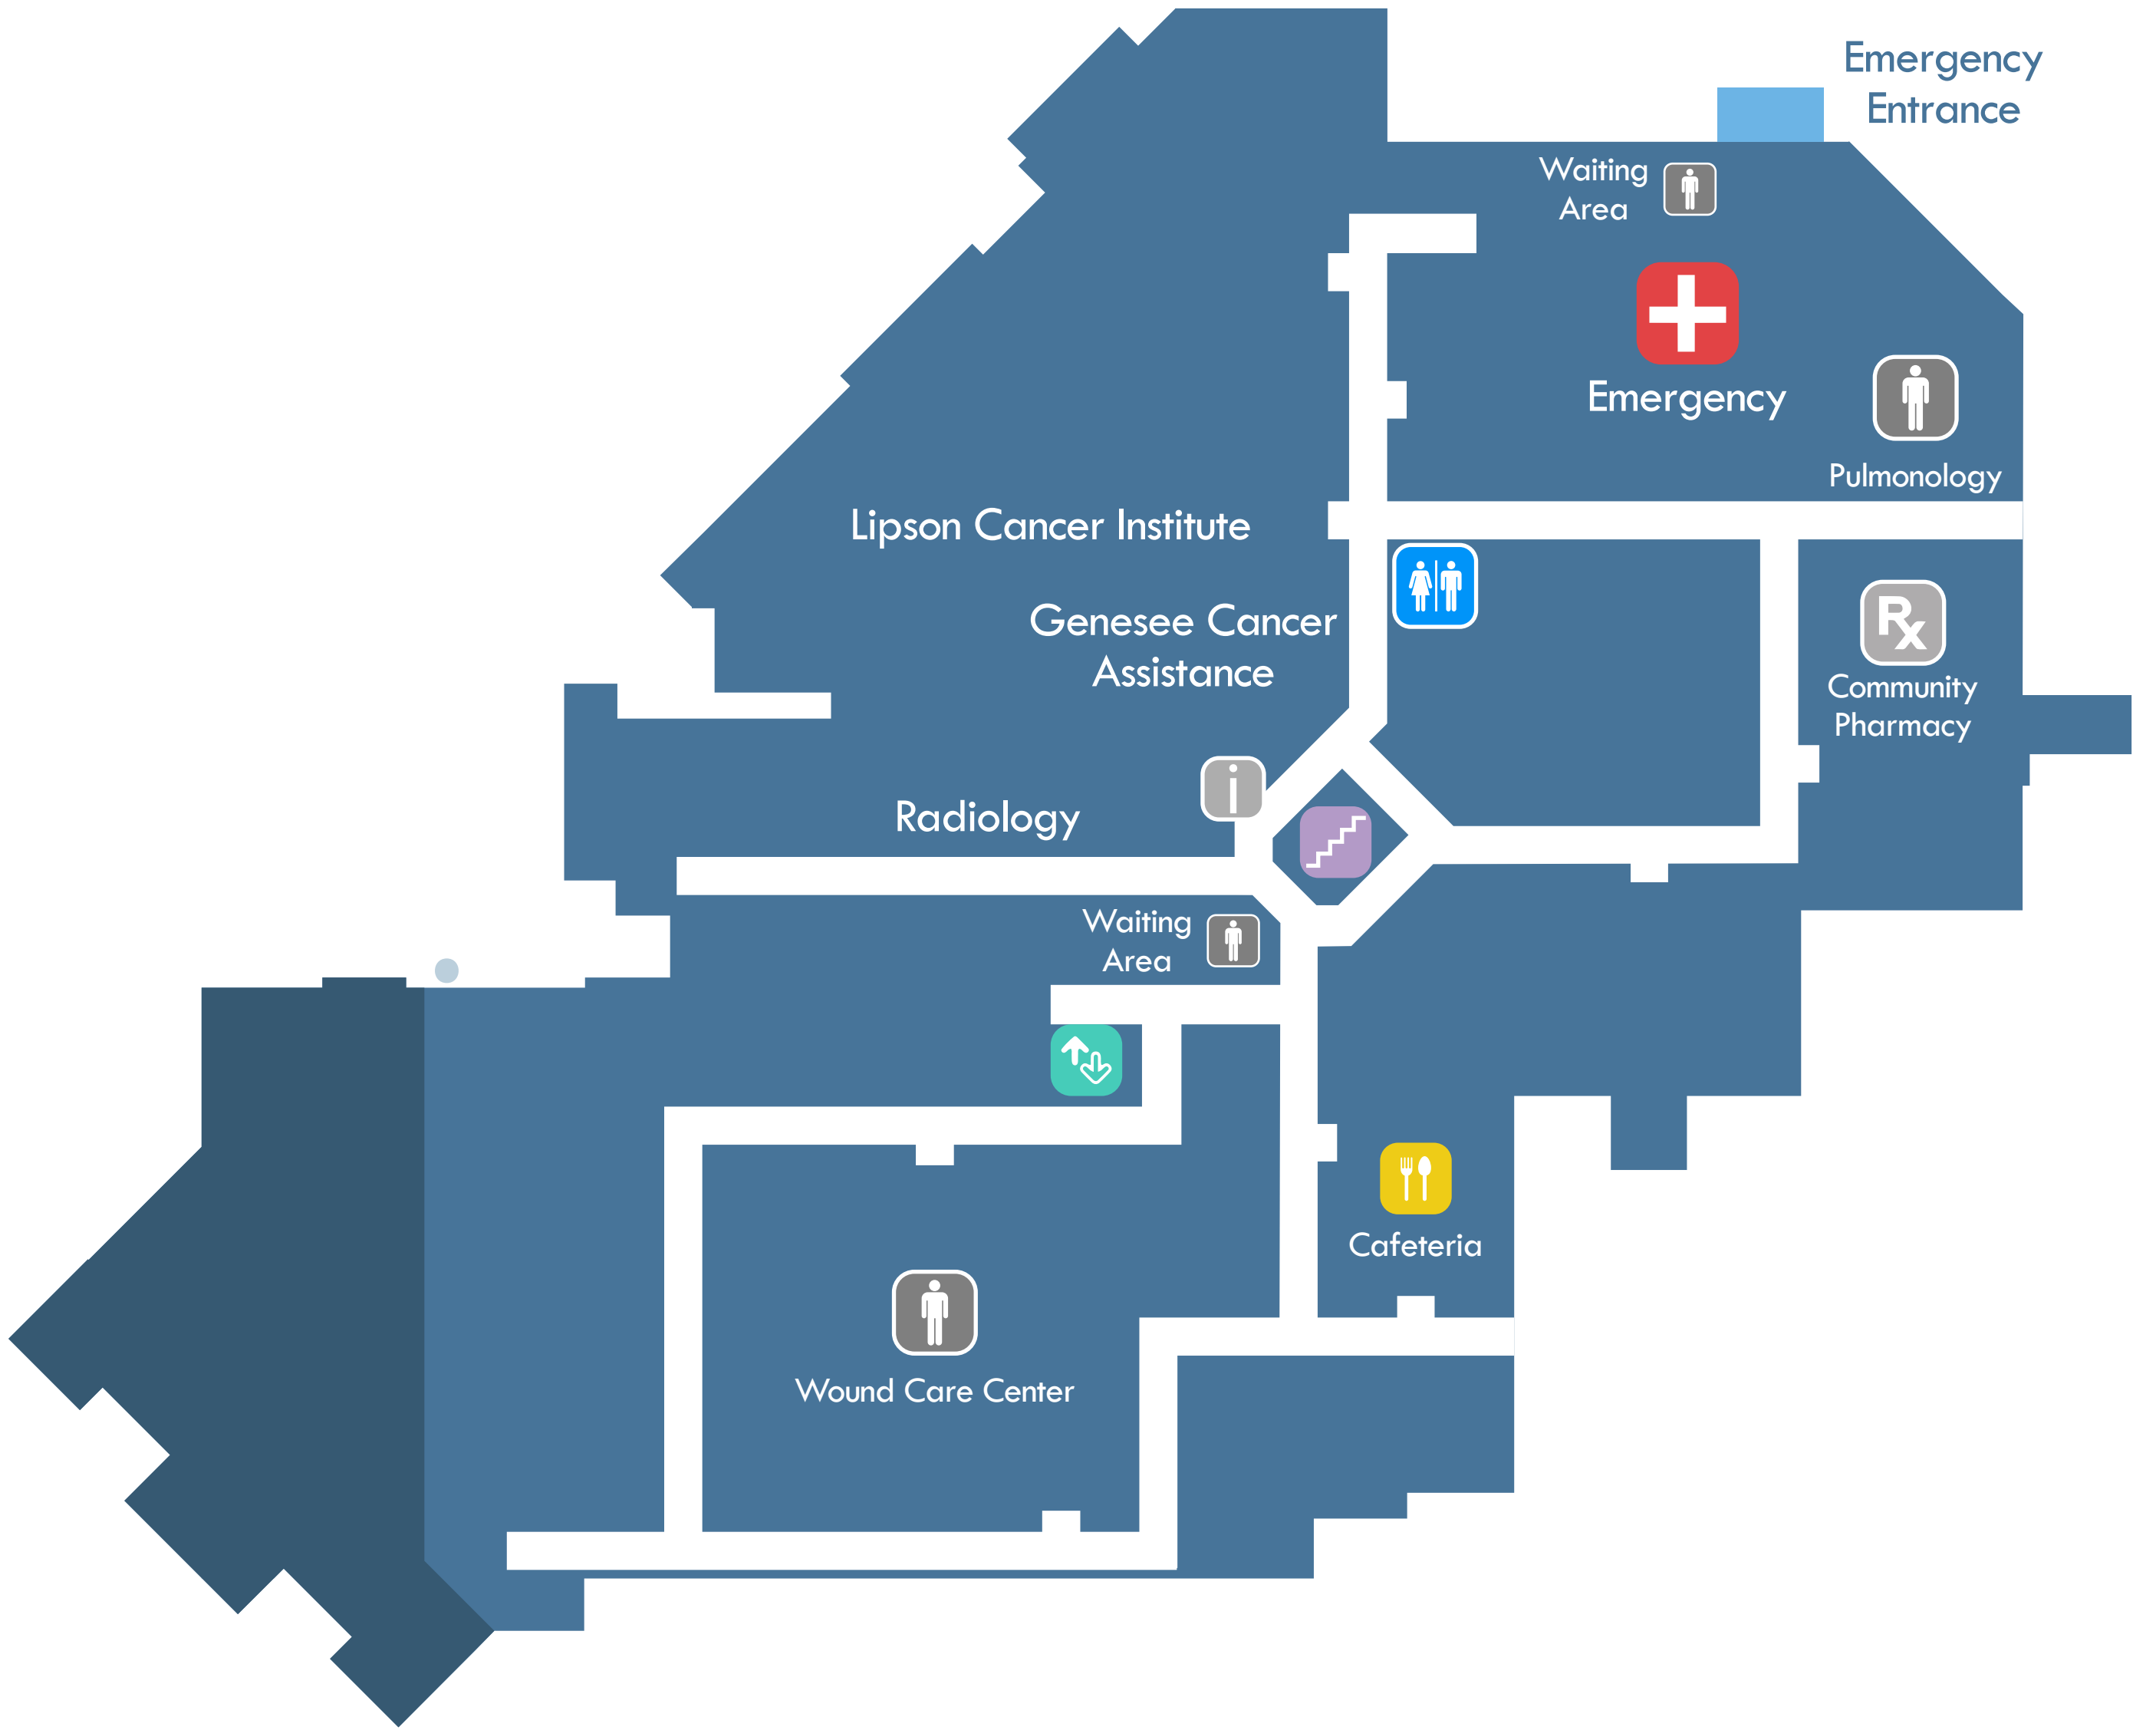 Emergency
Entrance
Waiting
Area
Emergency
Pulmonology
Lipson Cancer Institute
Genesee Cancer
Assistance
Rx
Community
Pharmacy
i
Radiology
Waiting
Area
Cafeteria
Wound Care Center